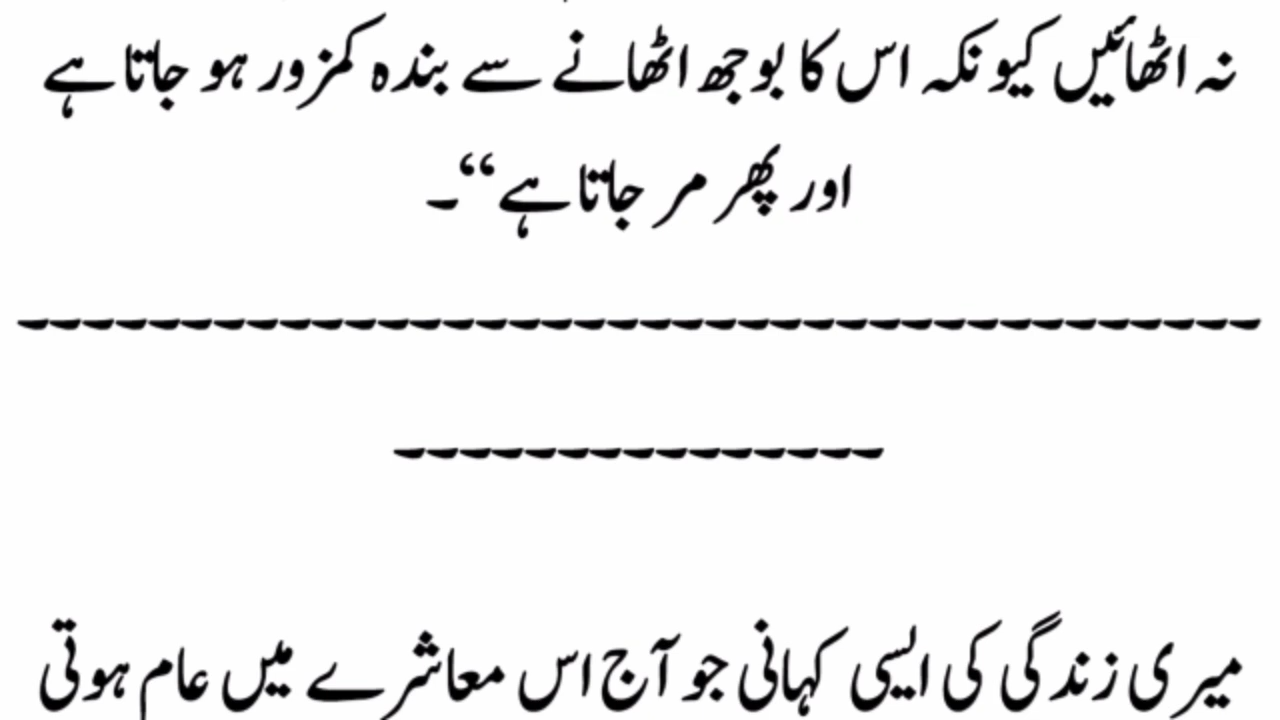 نہ اٹھائیں کیونکہ اس کا بوجھ اٹھانے سے بندہ کمزور ہو جاتا ہے
اور پھر مر جاتا ہے‘‘۔
۔۔۔۔۔۔۔۔۔۔۔۔۔۔۔۔۔۔۔۔۔۔۔۔۔۔۔۔۔۔۔۔۔۔۔۔۔۔
۔۔۔۔۔۔۔۔۔۔۔۔۔۔۔
میری زندگی کی ایسی کہانی جو آج اس معاشرے میں عام ہوتی